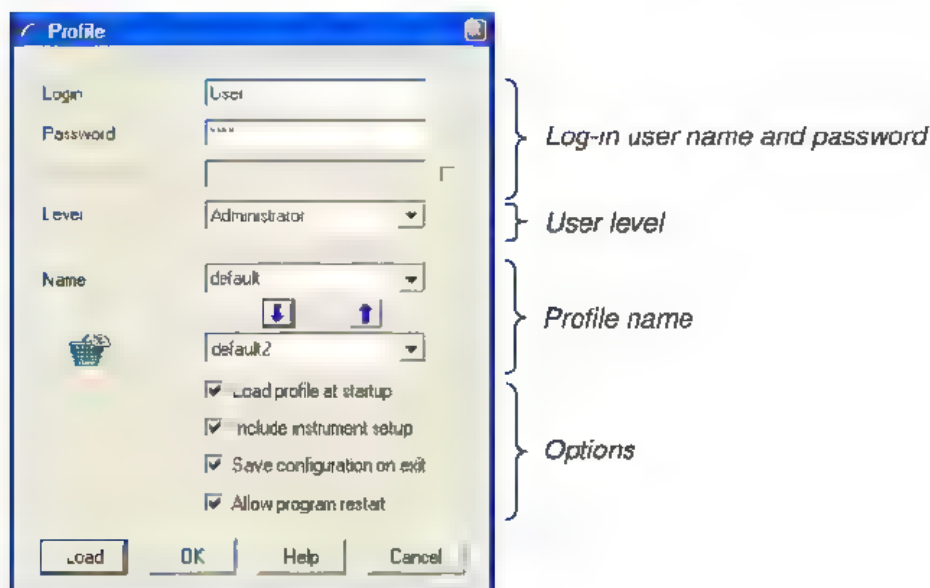 Profile
Login User
Password ****
Log-in user name and password
Level Administrator
User level
Name default
default2
Profile name
Load profile at startup
Include instrument setup
Save configuration on exit
Allow program restart
Options
Load OK Help Cancel